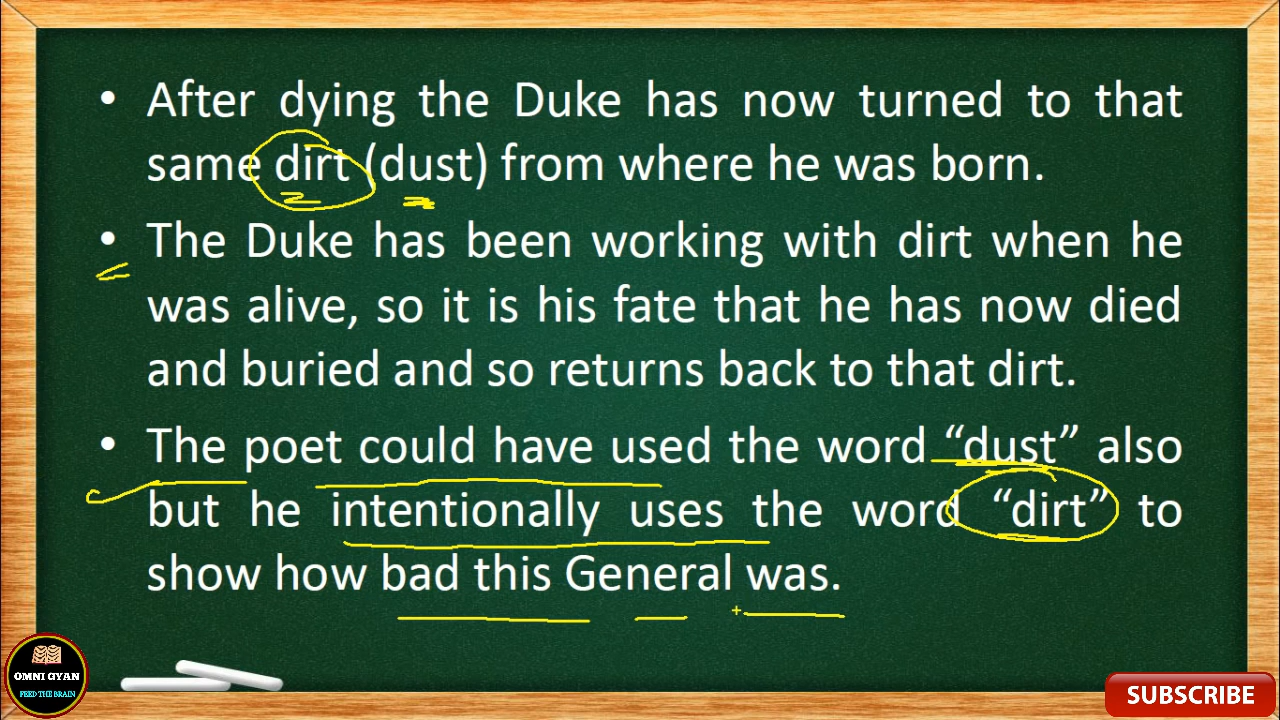 • After dying the Duke has now turned to that
same dirt (dust) from where he was born.
• The Duke has been working with dirt when he
was alive, so it is his fate that he has now died
and buried and so returns back to that dirt.
• The poet could have used the word “dust” also
but he intentionally uses the word “dirt” to
show how bad this General was.
OMNI GYAN
FEED THE BRAIN
SUBSCRIBE